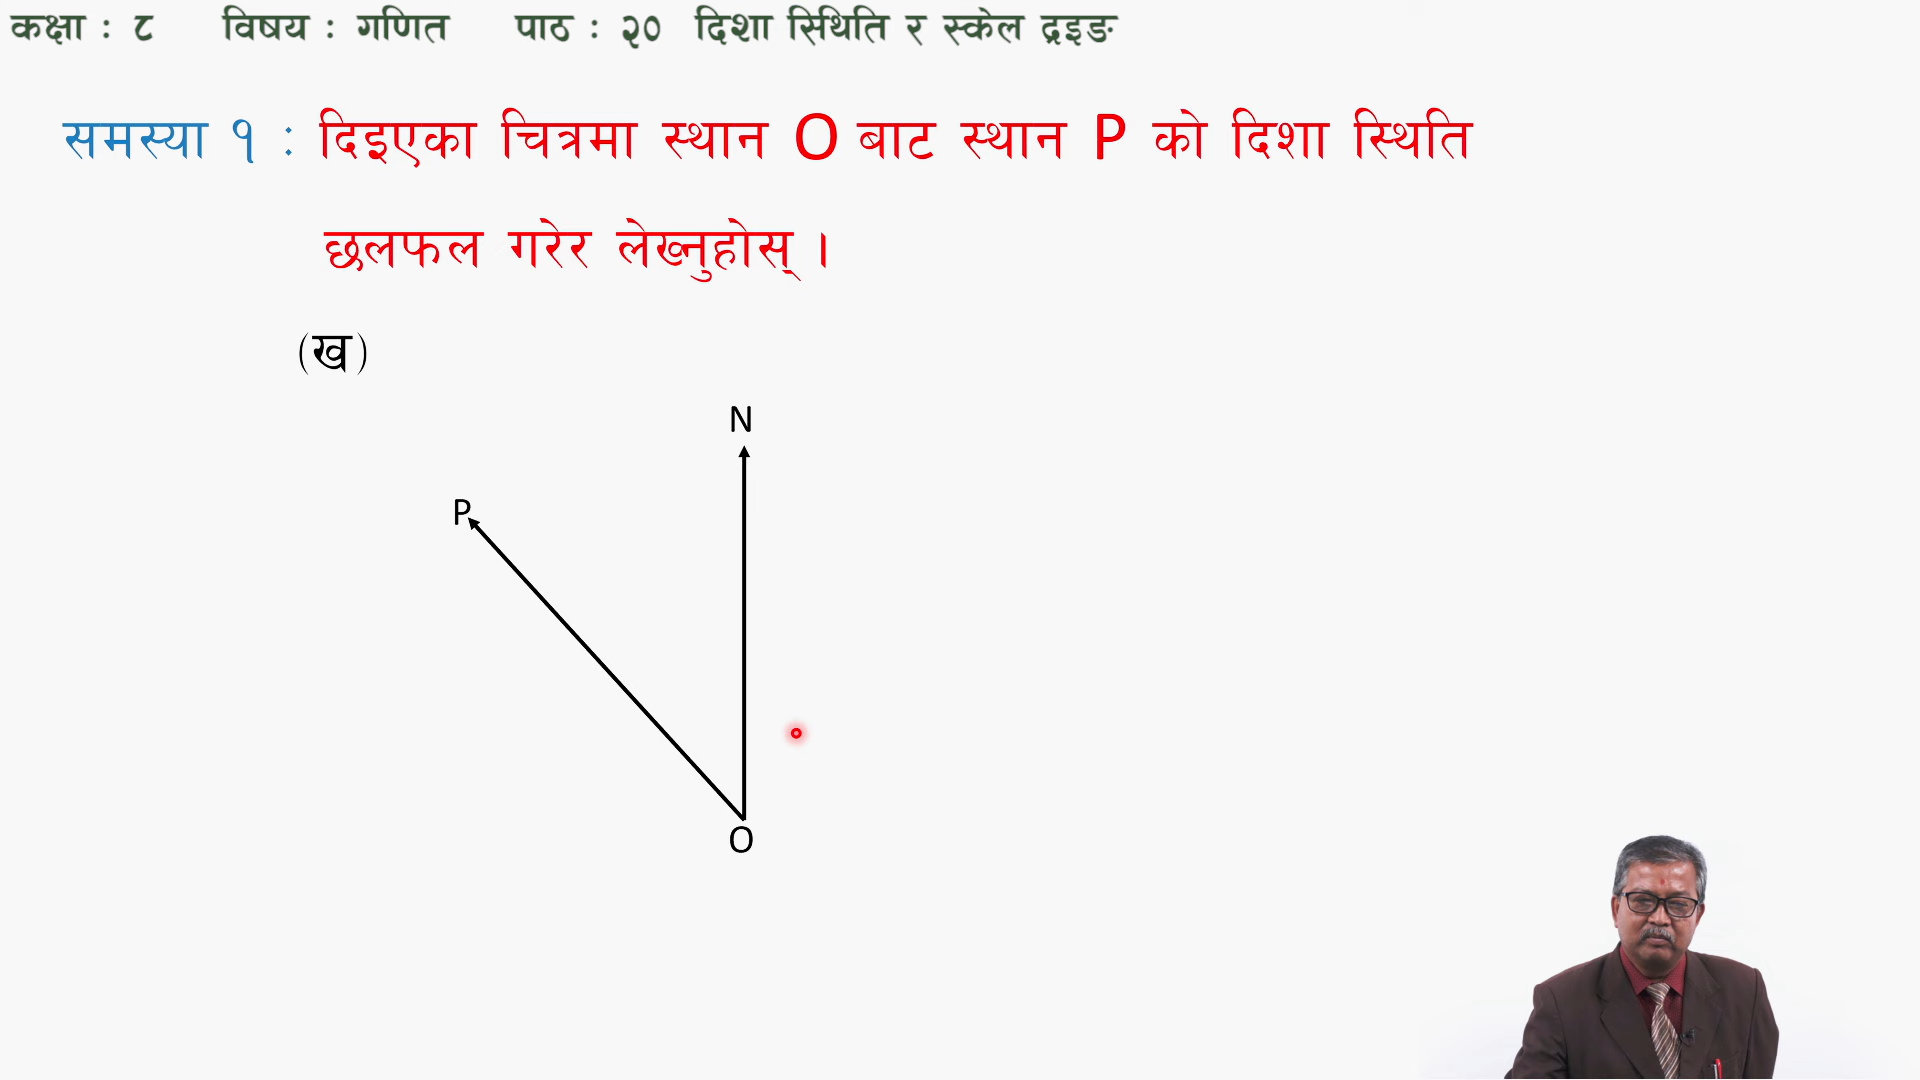 कक्षा : ८ विषय : गणित पाठ : २० दिशा स्थिति र स्केल द्रइङ
समस्या १ : दिइएका चित्रमा स्थान O बाट स्थान P को दिशा स्थिति
छलफल गरेर लेख्नुहोस् ।
(ख)
N
P
O